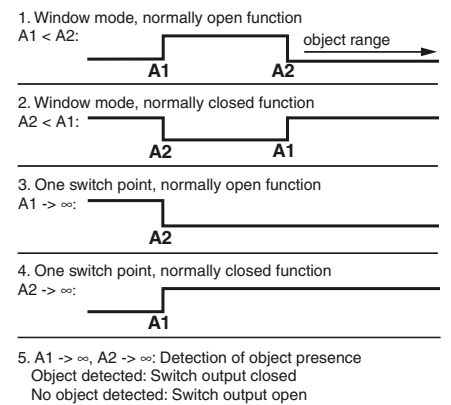 1. Window mode, normally open function
A1 < A2:
object range
A1 A2
2. Window mode, normally closed function
A2 < A1:
A2 A1
3. One switch point, normally open function
A1 -> ∞:
A2
4. One switch point, normally closed function
A2 -> ∞:
A1
5. A1 -> ∞, A2 -> ∞: Detection of object presence
Object detected: Switch output closed
No object detected: Switch output open